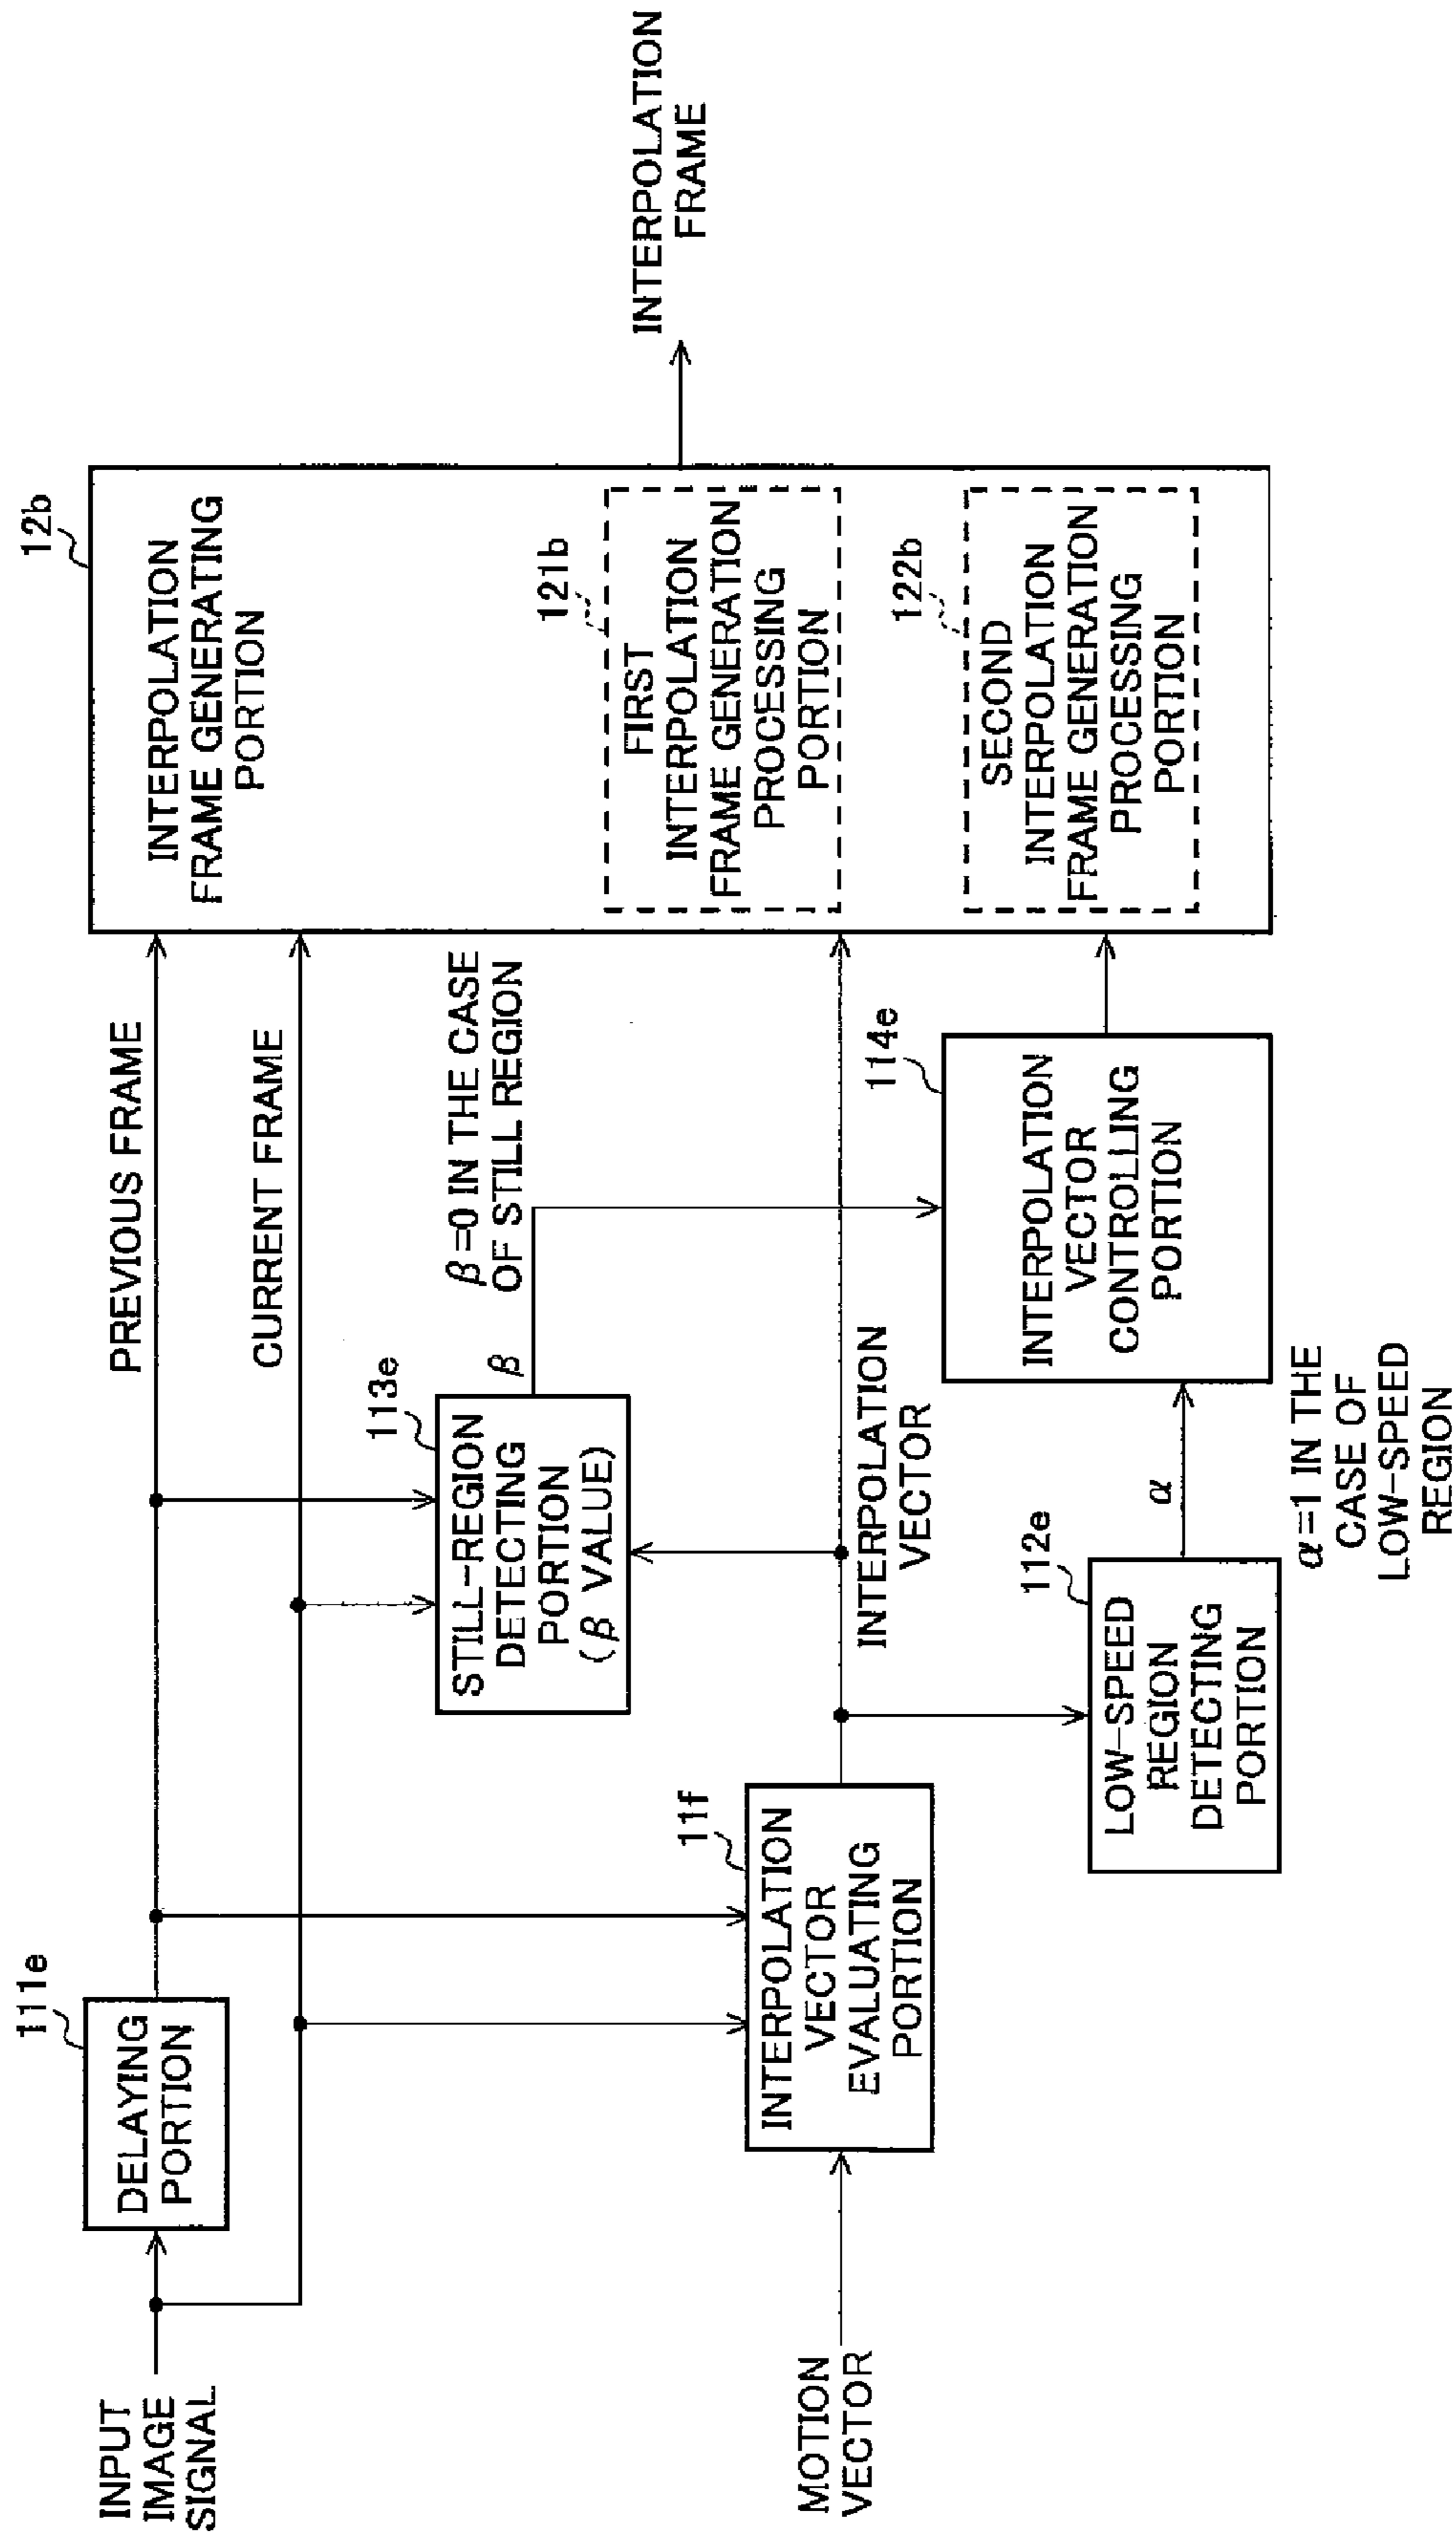 INPUT
IMAGE
SIGNAL
111e
DELAYING
PORTION
PREVIOUS FRAME
CURRENT FRAME
12b
INTERPOLATION
FRAME GENERATING
PORTION
113e
STILL-REGION
DETECTING
PORTION
(β VALUE)
β
β=0 IN THE CASE
OF STILL REGION
121b
FIRST
INTERPOLATION
FRAME GENERATION
PROCESSING
PORTION
INTERPOLATION
FRAME
MOTION
VECTOR
11f
INTERPOLATION
VECTOR
EVALUATING
PORTION
INTERPOLATION
VECTOR
112e
LOW-SPEED
REGION
DETECTING
PORTION
α
α=1 IN THE
CASE OF
LOW-SPEED
REGION
114e
INTERPOLATION
VECTOR
CONTROLLING
PORTION
122b
SECOND
INTERPOLATION
FRAME GENERATION
PROCESSING
PORTION